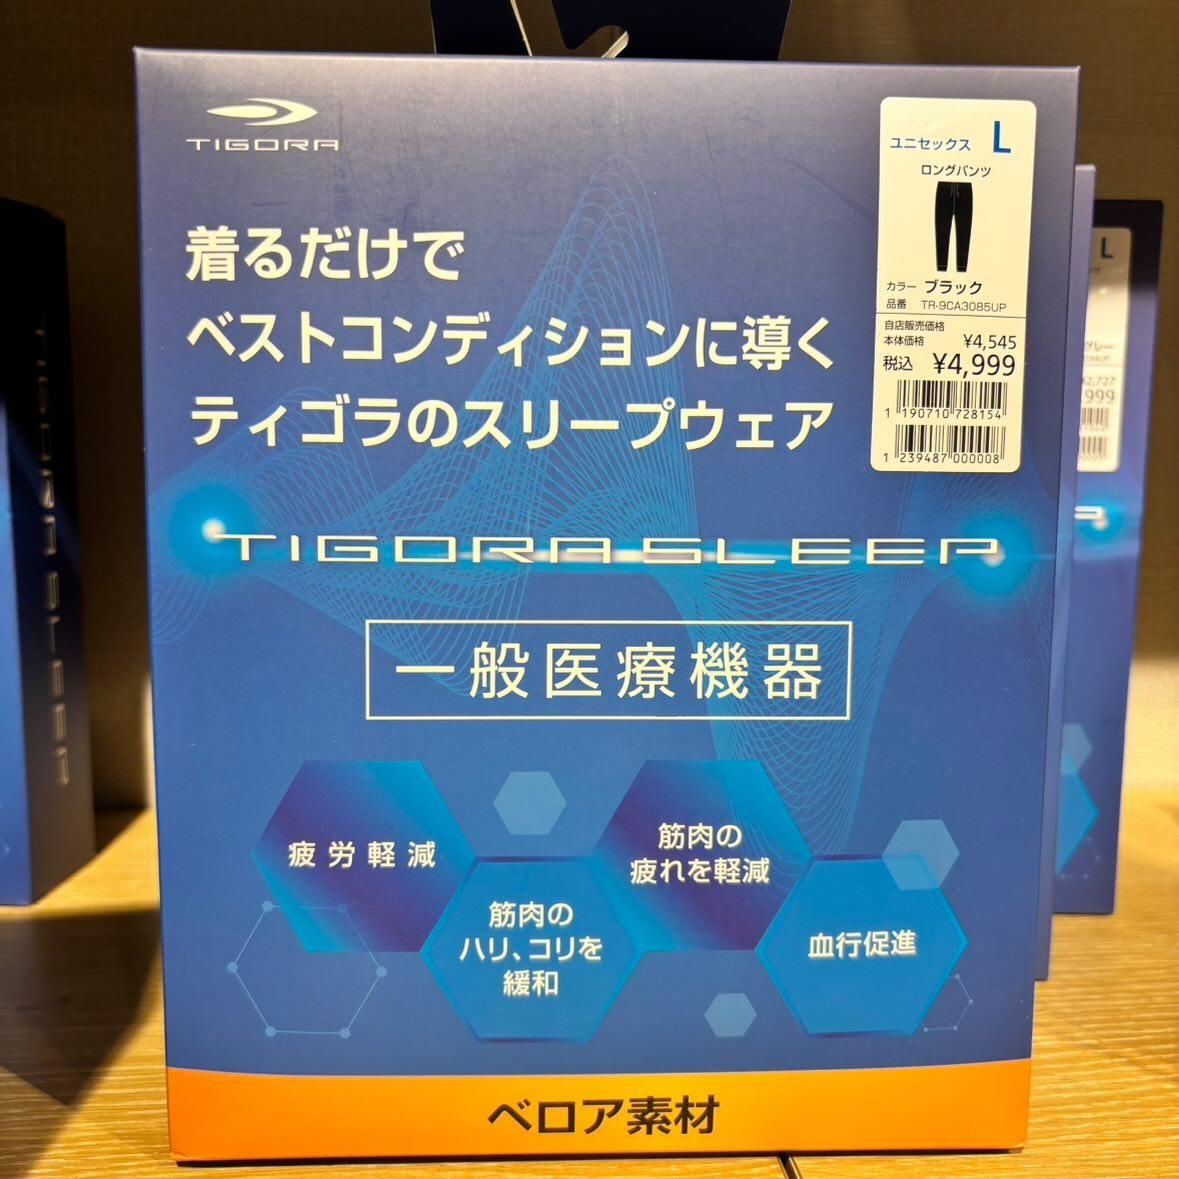 TIGORA
着るだけで
ベストコンディションに導く
ティゴラのスリープウェア
TIGORA SLEEP
一般医療機器
疲労軽減
筋肉の
ハリ、コリを
緩和
筋肉の
疲れを軽減
血行促進
ベロア素材
ユニセックス L
ロングパンツ
カラー ブラック
品番 TR-9CA3085UP
自店販売価格
本体価格 ¥4,545
税込 ¥4,999
1 190710 728154
1 239487 000008
L